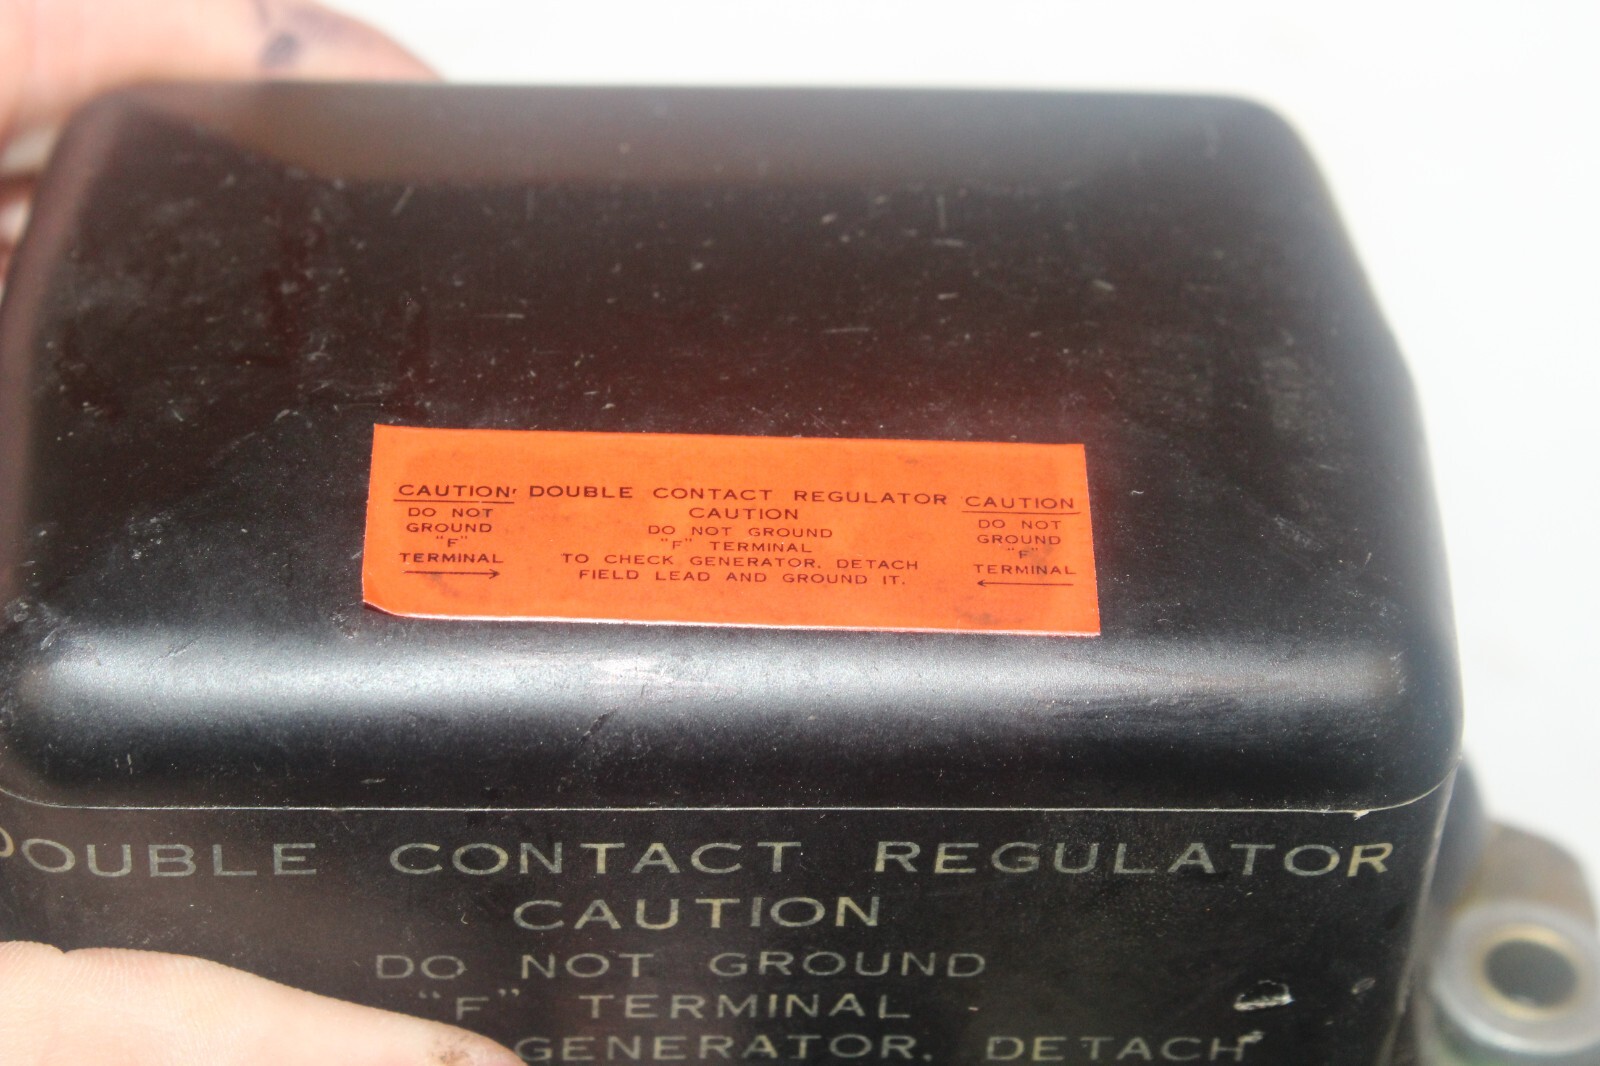 CAUTION
DO NOT
GROUND
"F"
TERMINAL
DOUBLE CONTACT REGULATOR
CAUTION
DO NOT GROUND
"F" TERMINAL
TO CHECK GENERATOR, DETACH
FIELD LEAD AND GROUND IT.
CAUTION
DO NOT
GROUND
"F"
TERMINAL
DOUBLE CONTACT REGULATOR
CAUTION
DO NOT GROUND
"F" TERMINAL
GENERATOR. DETACH